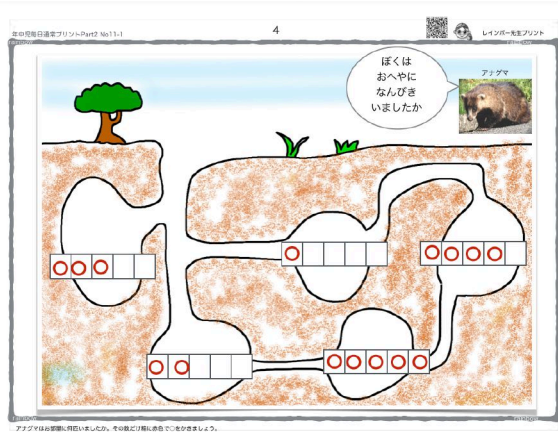 4
年中児毎日道常プリントPart2 No11-1
レインボー先生プリント
ぼくは
おへやに
なんびき
いましたか
アナグマ
アナグマはお部屋に何匹いましたか。その数だけ箱に赤色で○をかきましょう。